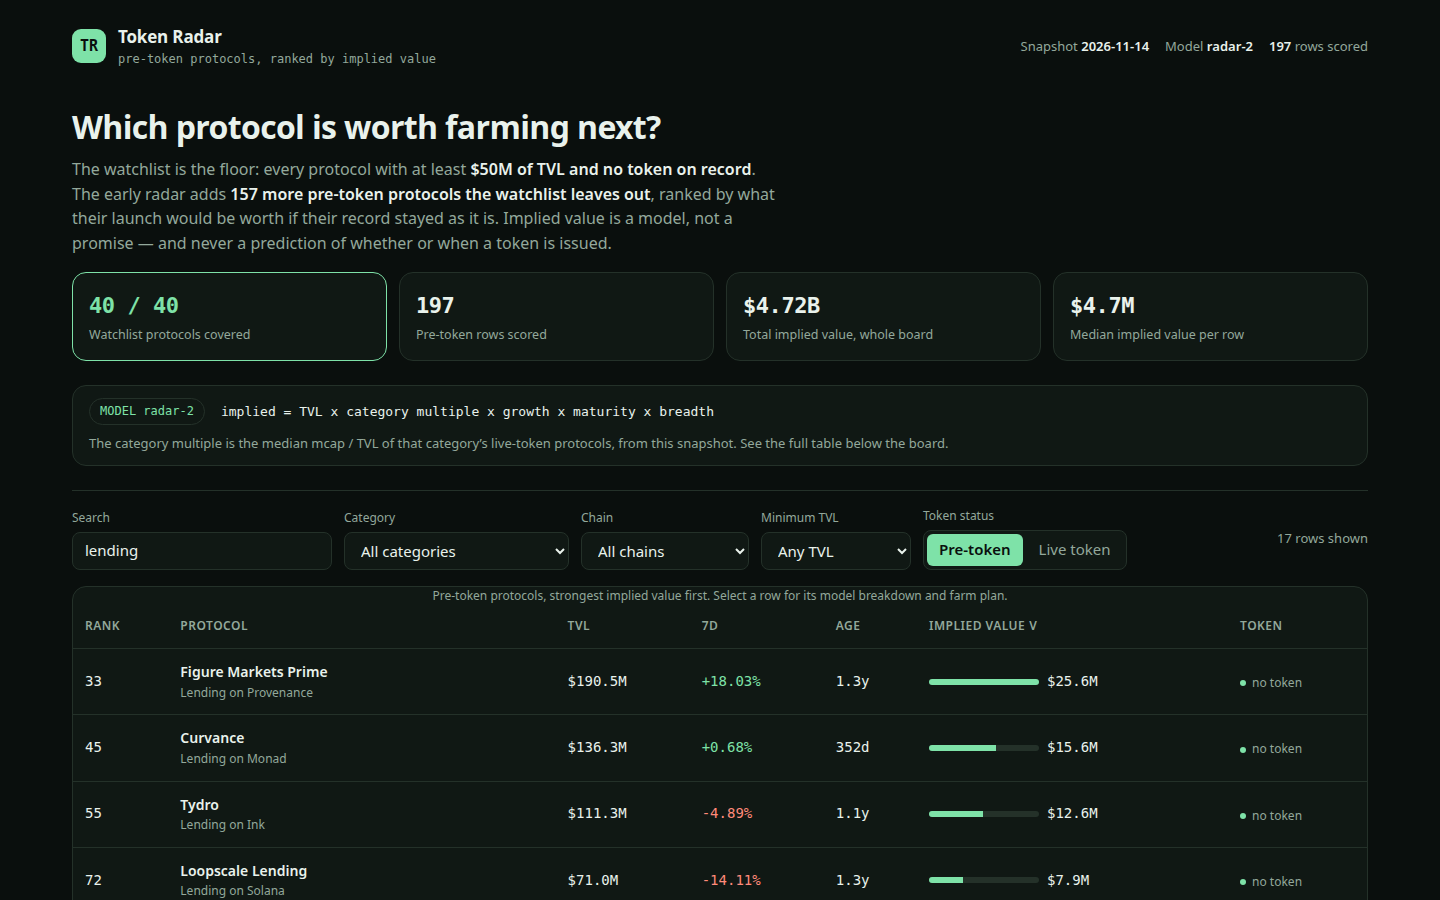 TR
Token Radar
pre-token protocols, ranked by implied value
Snapshot 2026-11-14 Model radar-2 197 rows scored
Which protocol is worth farming next?
The watchlist is the floor: every protocol with at least $50M of TVL and no token on record.
The early radar adds 157 more pre-token protocols the watchlist leaves out, ranked by what
their launch would be worth if their record stayed as it is. Implied value is a model, not a
promise — and never a prediction of whether or when a token is issued.
40 / 40
Watchlist protocols covered
197
Pre-token rows scored
$4.72B
Total implied value, whole board
$4.7M
Median implied value per row
MODEL radar-2 implied = TVL x category multiple x growth x maturity x breadth
The category multiple is the median mcap / TVL of that category’s live-token protocols, from this snapshot. See the full table below the board.
Search
lending
Category
All categories
Chain
All chains
Minimum TVL
Any TVL
Token status
Pre-token Live token
17 rows shown
Pre-token protocols, strongest implied value first. Select a row for its model breakdown and farm plan.
RANK PROTOCOL TVL 7D AGE IMPLIED VALUE V TOKEN
33 Figure Markets Prime $190.5M +18.03% 1.3y $25.6M no token
Lending on Provenance
45 Curvance $136.3M +0.68% 352d $15.6M no token
Lending on Monad
55 Tydro $111.3M -4.89% 1.1y $12.6M no token
Lending on Ink
72 Loopscale Lending $71.0M -14.11% 1.3y $7.9M no token
Lending on Solana